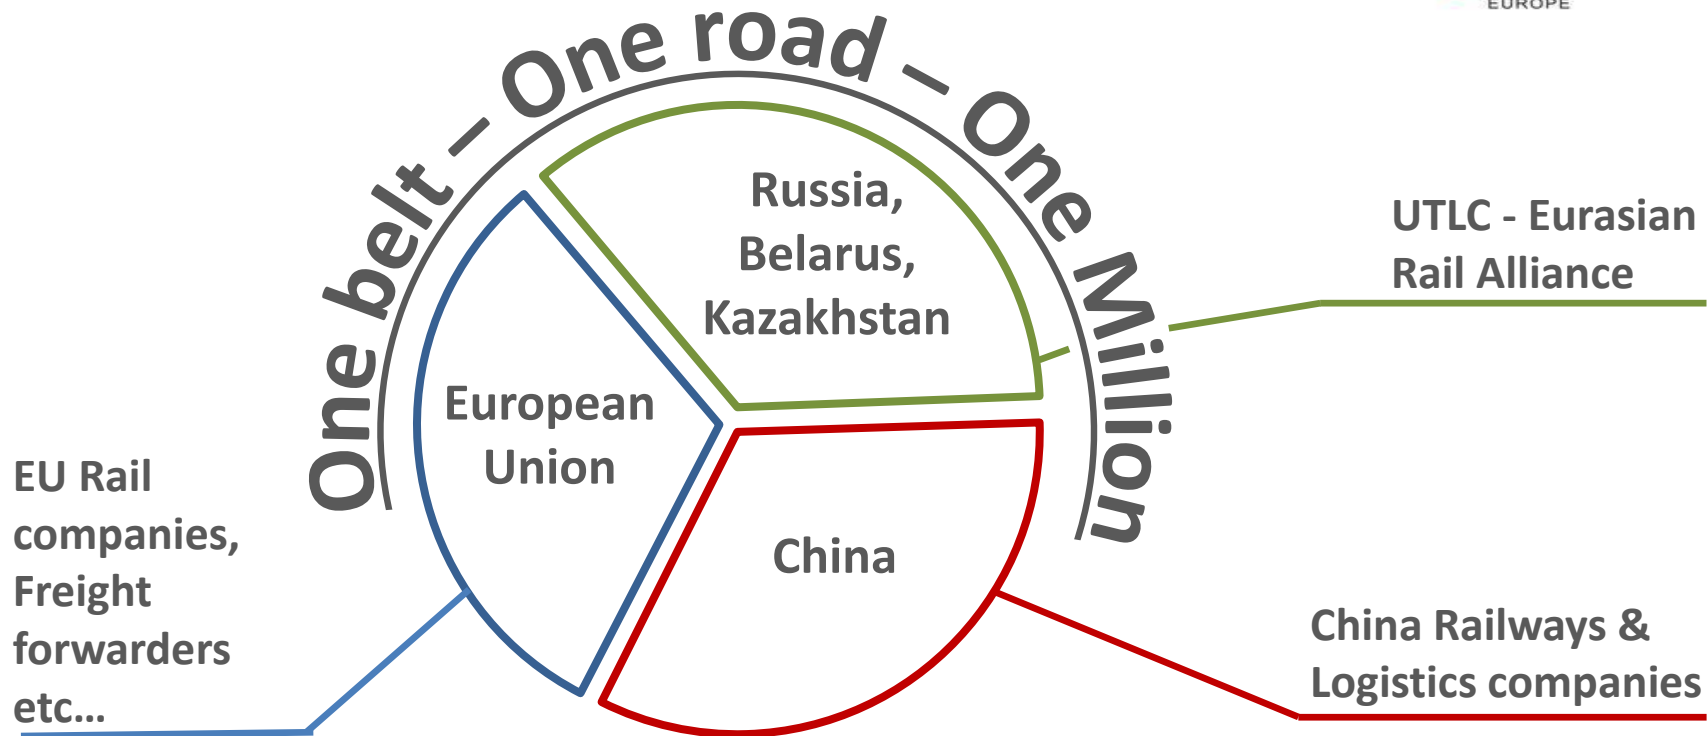 EUROPE
One belt – One road – One Million
Russia,
Belarus,
Kazakhstan
UTLC - Eurasian
Rail Alliance
European
Union
EU Rail
companies,
Freight
forwarders
etc...
China
China Railways &
Logistics companies